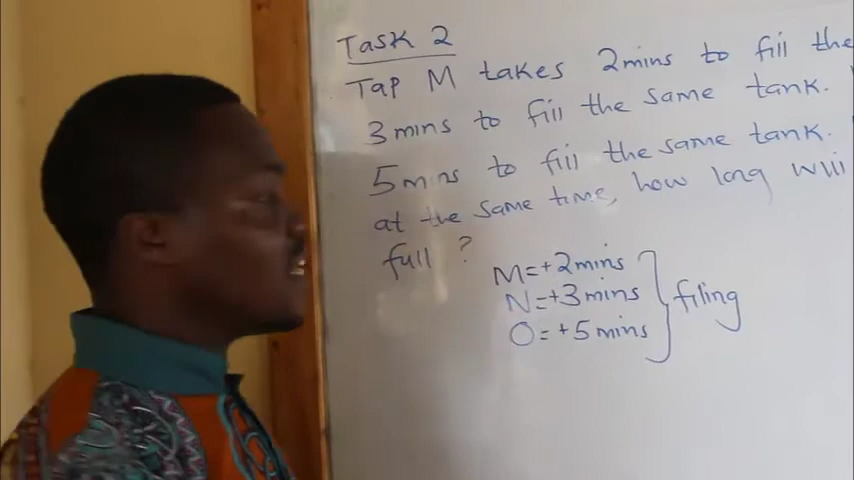 Task 2
Tap M takes 2mins to fill the
3mins to fill the same tank.
5mins to fill the same tank.
at the same time, how long will
full ?
M=+2mins
N=+3mins
O=+5mins
filing